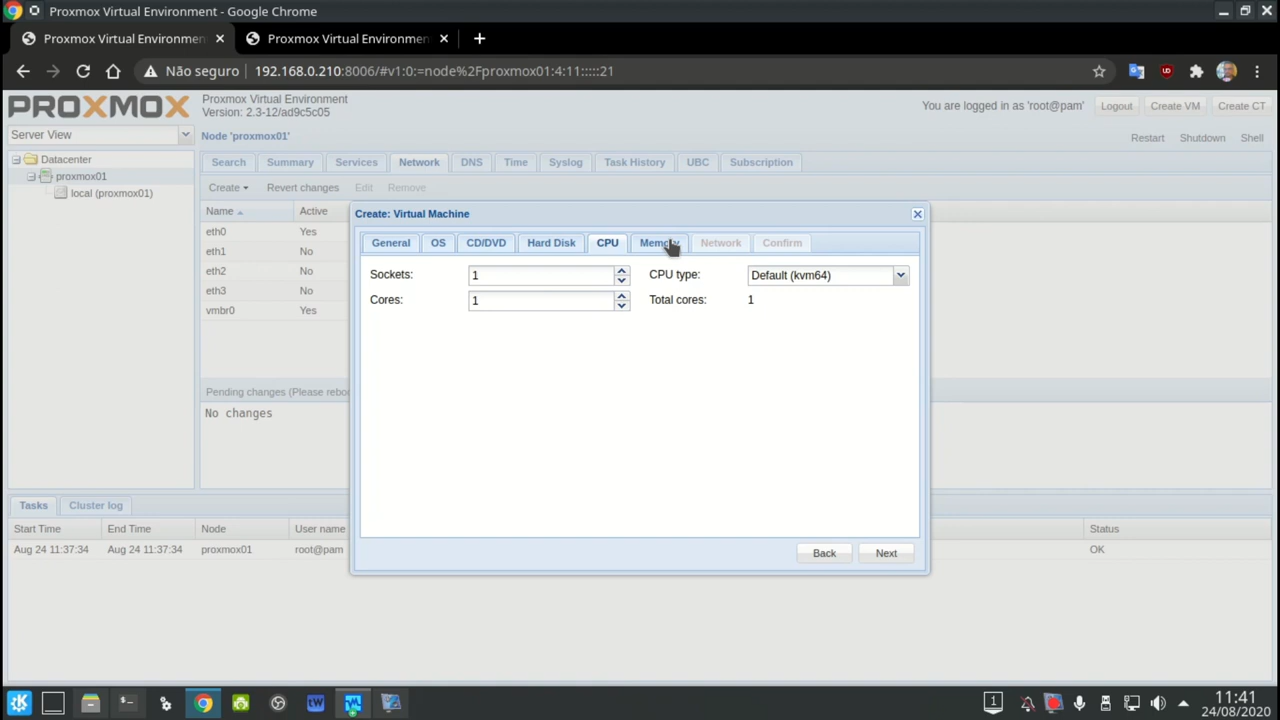 Proxmox Virtual Environment - Google Chrome
Proxmox Virtual Environmen
Proxmox Virtual Environmen
Não seguro
192.168.0.210:8006/#v1:0:=node%2Fproxmox01:4:11:::::21
PROXMOX
Proxmox Virtual Environment
Version: 2.3-12/ad9c5c05
You are logged in as 'root@pam'
Logout
Create VM
Create CT
Server View
Node 'proxmox01'
Restart
Shutdown
Shell
Datacenter
proxmox01
local (proxmox01)
Search
Summary
Services
Network
DNS
Time
Syslog
Task History
UBC
Subscription
Create
Revert changes
Edit
Remove
Name
Active
eth0
Yes
eth1
No
eth2
No
eth3
No
vmbr0
Yes
Pending changes (Please reboo
No changes
Create: Virtual Machine
General
OS
CD/DVD
Hard Disk
CPU
Memory
Network
Confirm
Sockets:
1
CPU type:
Default (kvm64)
Cores:
1
Total cores:
1
Back
Next
Tasks
Cluster log
Start Time
End Time
Node
User name
Status
Aug 24 11:37:34
Aug 24 11:37:34
proxmox01
root@pam
OK
1
11:41
24/08/2020